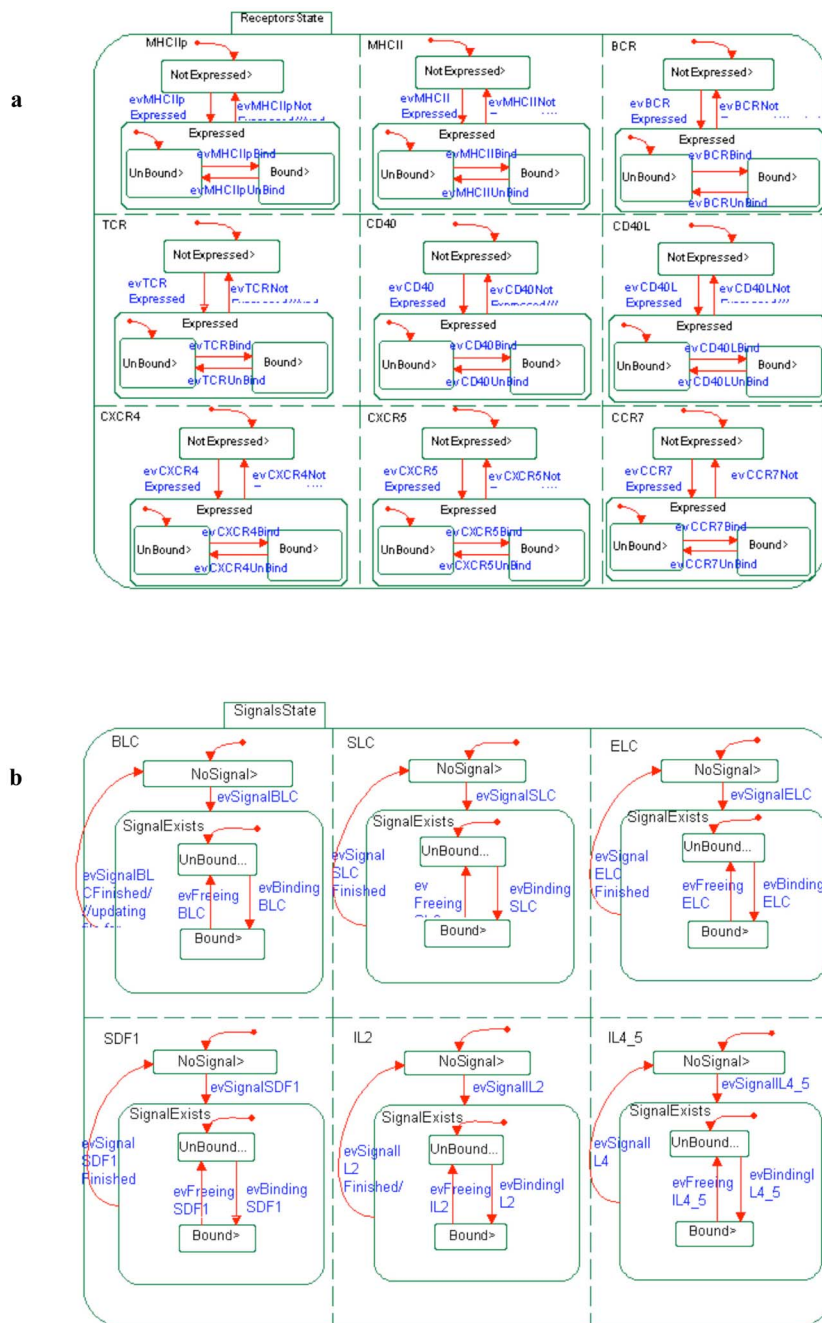 a
ReceptorsState
MHCIIp
NotExpressed>
evMHCIIp
Expressed
evMHCIIpNot
Expressed
UnBound>
evMHCIIpBind
evMHCIIpUnBind
Bound>
MHCII
NotExpressed>
evMHCII
Expressed
evMHCIINot
Expressed
UnBound>
evMHCIIBind
evMHCIIUnBind
Bound>
BCR
NotExpressed>
evBCR
Expressed
evBCRNot
Expressed
UnBound>
evBCRBind
evBCRUnBind
Bound>
TCR
NotExpressed>
evTCR
Expressed
evTCRNot
Expressed
UnBound>
evTCRBind
evTCRUnBind
Bound>
CD40
NotExpressed>
evCD40
Expressed
evCD40Not
Expressed///
Expressed
UnBound>
evCD40Bind
evCD40UnBind
Bound>
CD40L
NotExpressed>
evCD40L
Expressed
evCD40LNot
Expressed///
Expressed
UnBound>
evCD40LBind
evCD40LUnBind
Bound>
CXCR4
NotExpressed>
evCXCR4
Expressed
evCXCR4Not
Expressed
UnBound>
evCXCR4Bind
evCXCR4UnBind
Bound>
CXCR5
NotExpressed>
evCXCR5
Expressed
evCXCR5Not
Expressed
UnBound>
evCXCR5Bind
evCXCR5UnBind
Bound>
CCR7
NotExpressed>
evCCR7
Expressed
evCCR7Not
Expressed
UnBound>
evCCR7Bind
evCCR7UnBind
Bound>
b
SignalsState
BLC
NoSignal>
evSignalBLC
SignalExists
UnBound...
evSignalBL
CFinished/
//updating
evFreeing
BLC
evBinding
BLC
Bound>
SLC
NoSignal>
evSignalSLC
SignalExists
UnBound...
evSignal
SLC
Finished
ev
Freeing
evBinding
SLC
Bound>
ELC
NoSignal>
evSignalELC
SignalExists
UnBound...
evSignal
ELC
Finished
evFreeing
ELC
evBinding
ELC
Bound>
SDF1
NoSignal>
evSignalSDF1
SignalExists
UnBound...
evSignal
SDF1
Finished
evFreeing
SDF1
evBinding
SDF1
Bound>
IL2
NoSignal>
evSignalIL2
SignalExists
UnBound...
evSignalI
L2
Finished/
evFreeing
IL2
evBindingI
L2
Bound>
IL4_5
NoSignal>
evSignalIL4_5
SignalExists
UnBound...
evSignalI
L4
evFreeing
IL4_5
evBindingI
L4_5
Bound>